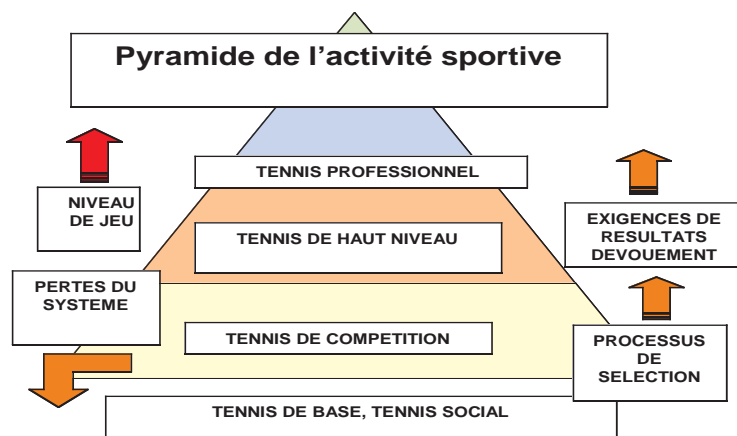 Pyramide de l'activité sportive
TENNIS PROFESSIONNEL
NIVEAU
DE JEU
TENNIS DE HAUT NIVEAU
EXIGENCES DE
RESULTATS
DEVOUEMENT
PERTES DU
SYSTEME
TENNIS DE COMPETITION
PROCESSUS
DE
SELECTION
TENNIS DE BASE, TENNIS SOCIAL